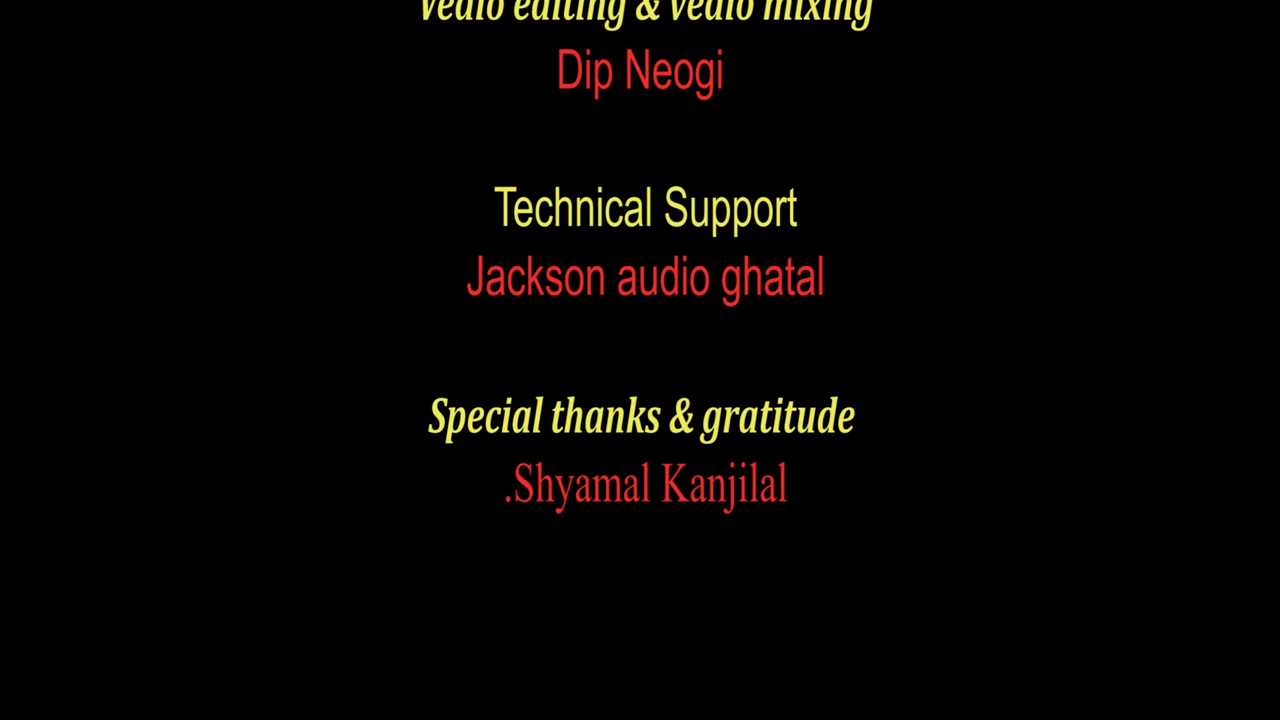 vedio editing & vedio mixing
Dip Neogi
Technical Support
Jackson audio ghatal
Special thanks & gratitude
.Shyamal Kanjilal